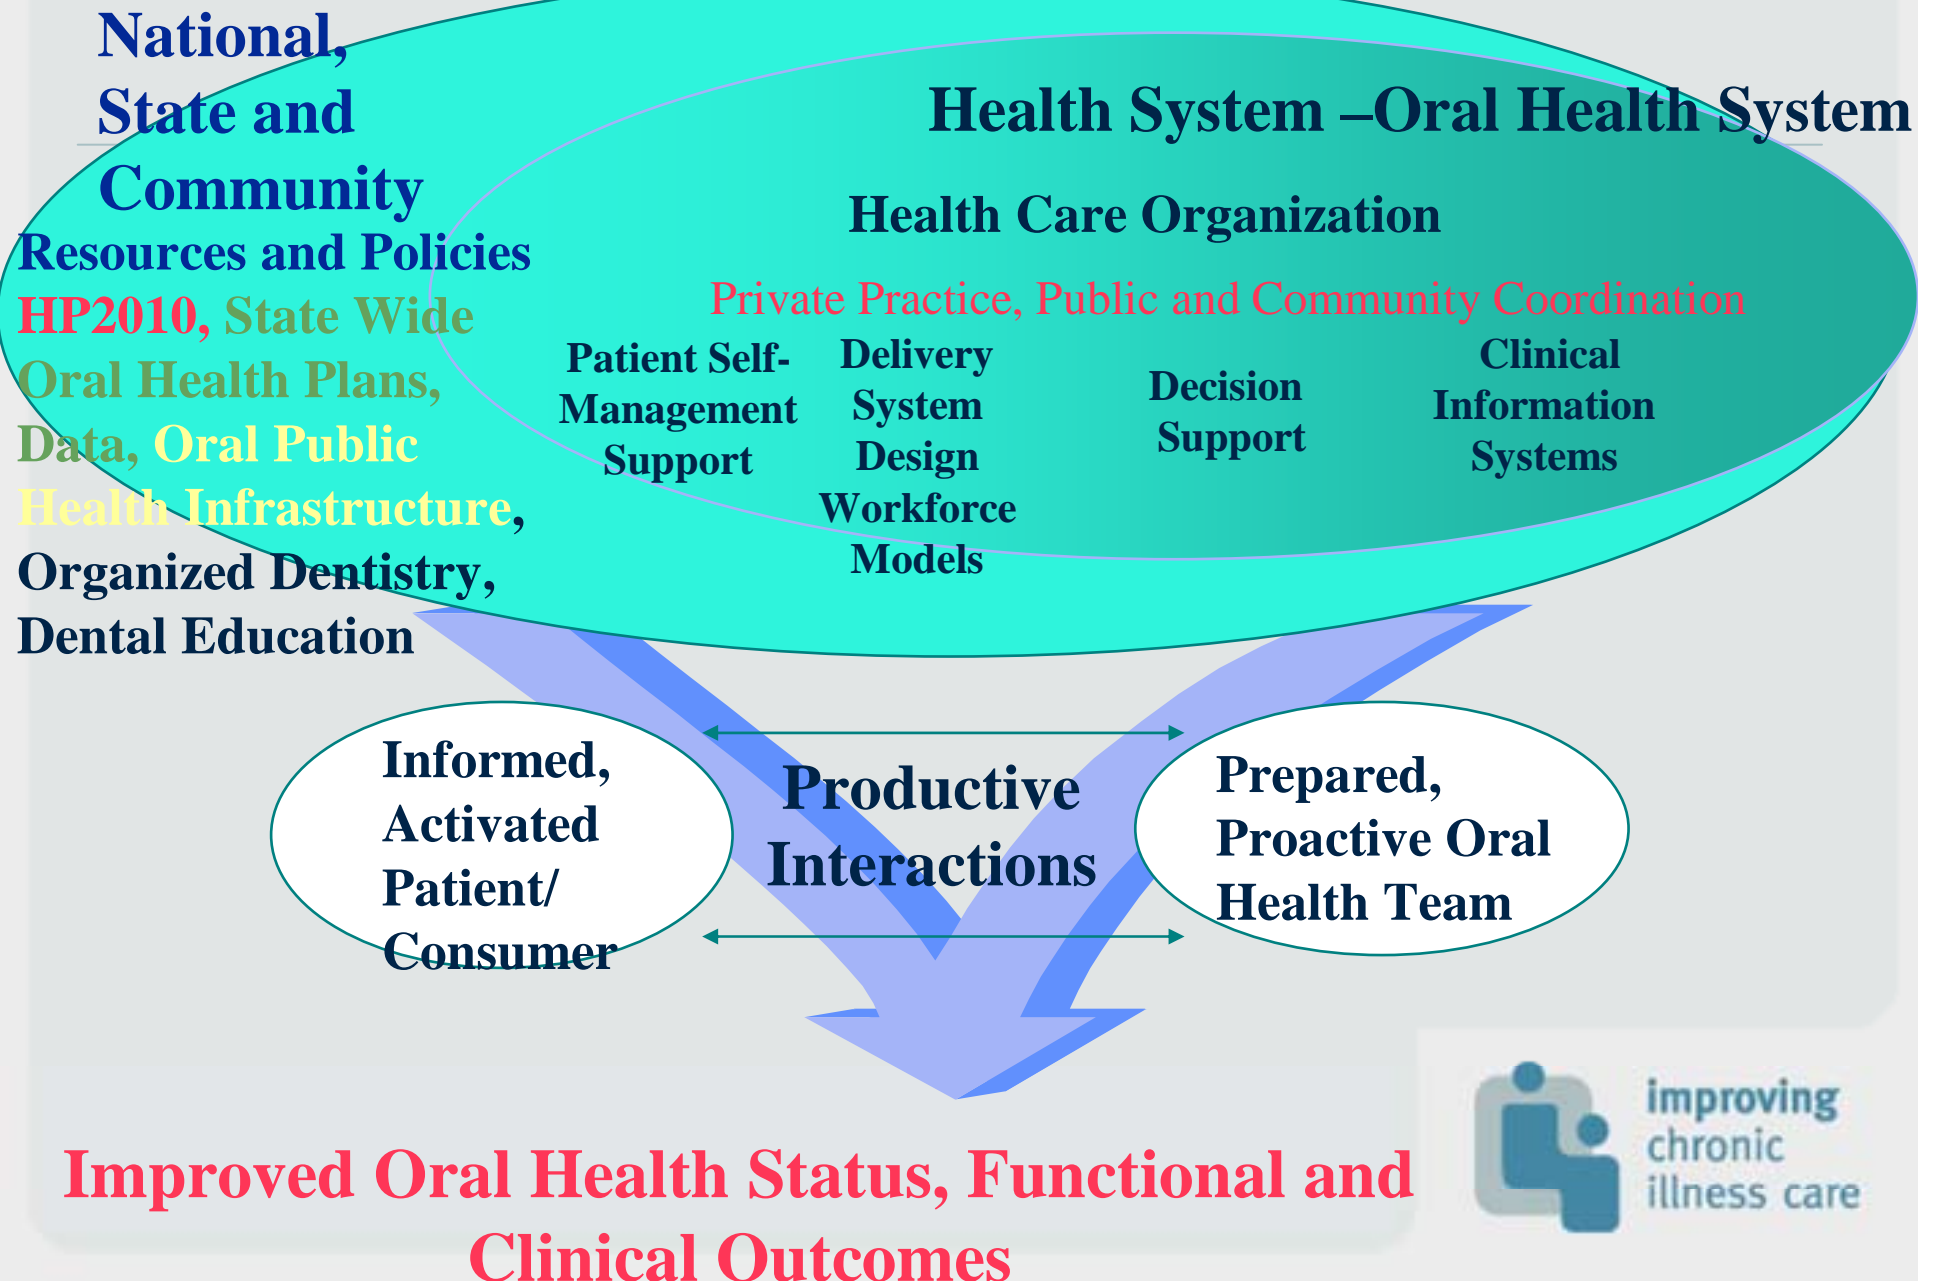 National,
State and
Community
Resources and Policies
HP2010, State Wide
Oral Health Plans,
Data, Oral Public
Health Infrastructure,
Organized Dentistry,
Dental Education
Health System –Oral Health System
Health Care Organization
Private Practice, Public and Community Coordination
Patient Self-
Management
Support
Delivery
System
Design
Workforce
Models
Decision
Support
Clinical
Information
Systems
Informed,
Activated
Patient/
Consumer
Productive
Interactions
Prepared,
Proactive Oral
Health Team
Improved Oral Health Status, Functional and
Clinical Outcomes
improving
chronic
illness care